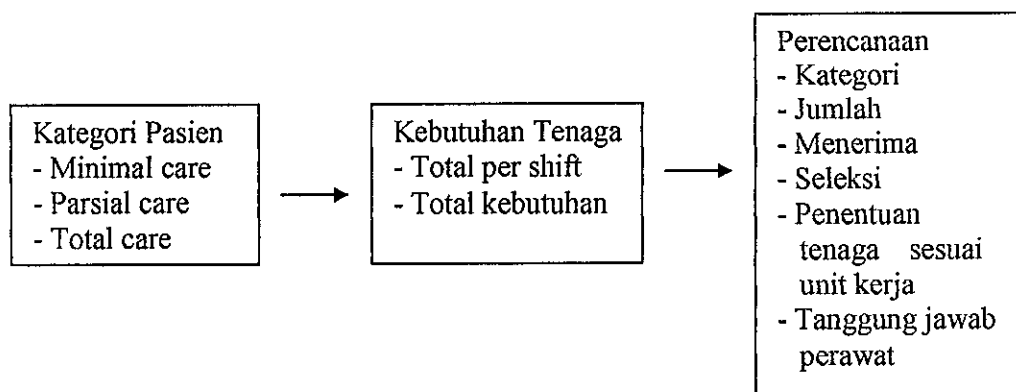 Kategori Pasien
- Minimal care
- Parsial care
- Total care
Kebutuhan Tenaga
- Total per shift
- Total kebutuhan
Perencanaan
- Kategori
- Jumlah
- Menerima
- Seleksi
- Penentuan
tenaga sesuai
unit kerja
- Tanggung jawab
perawat